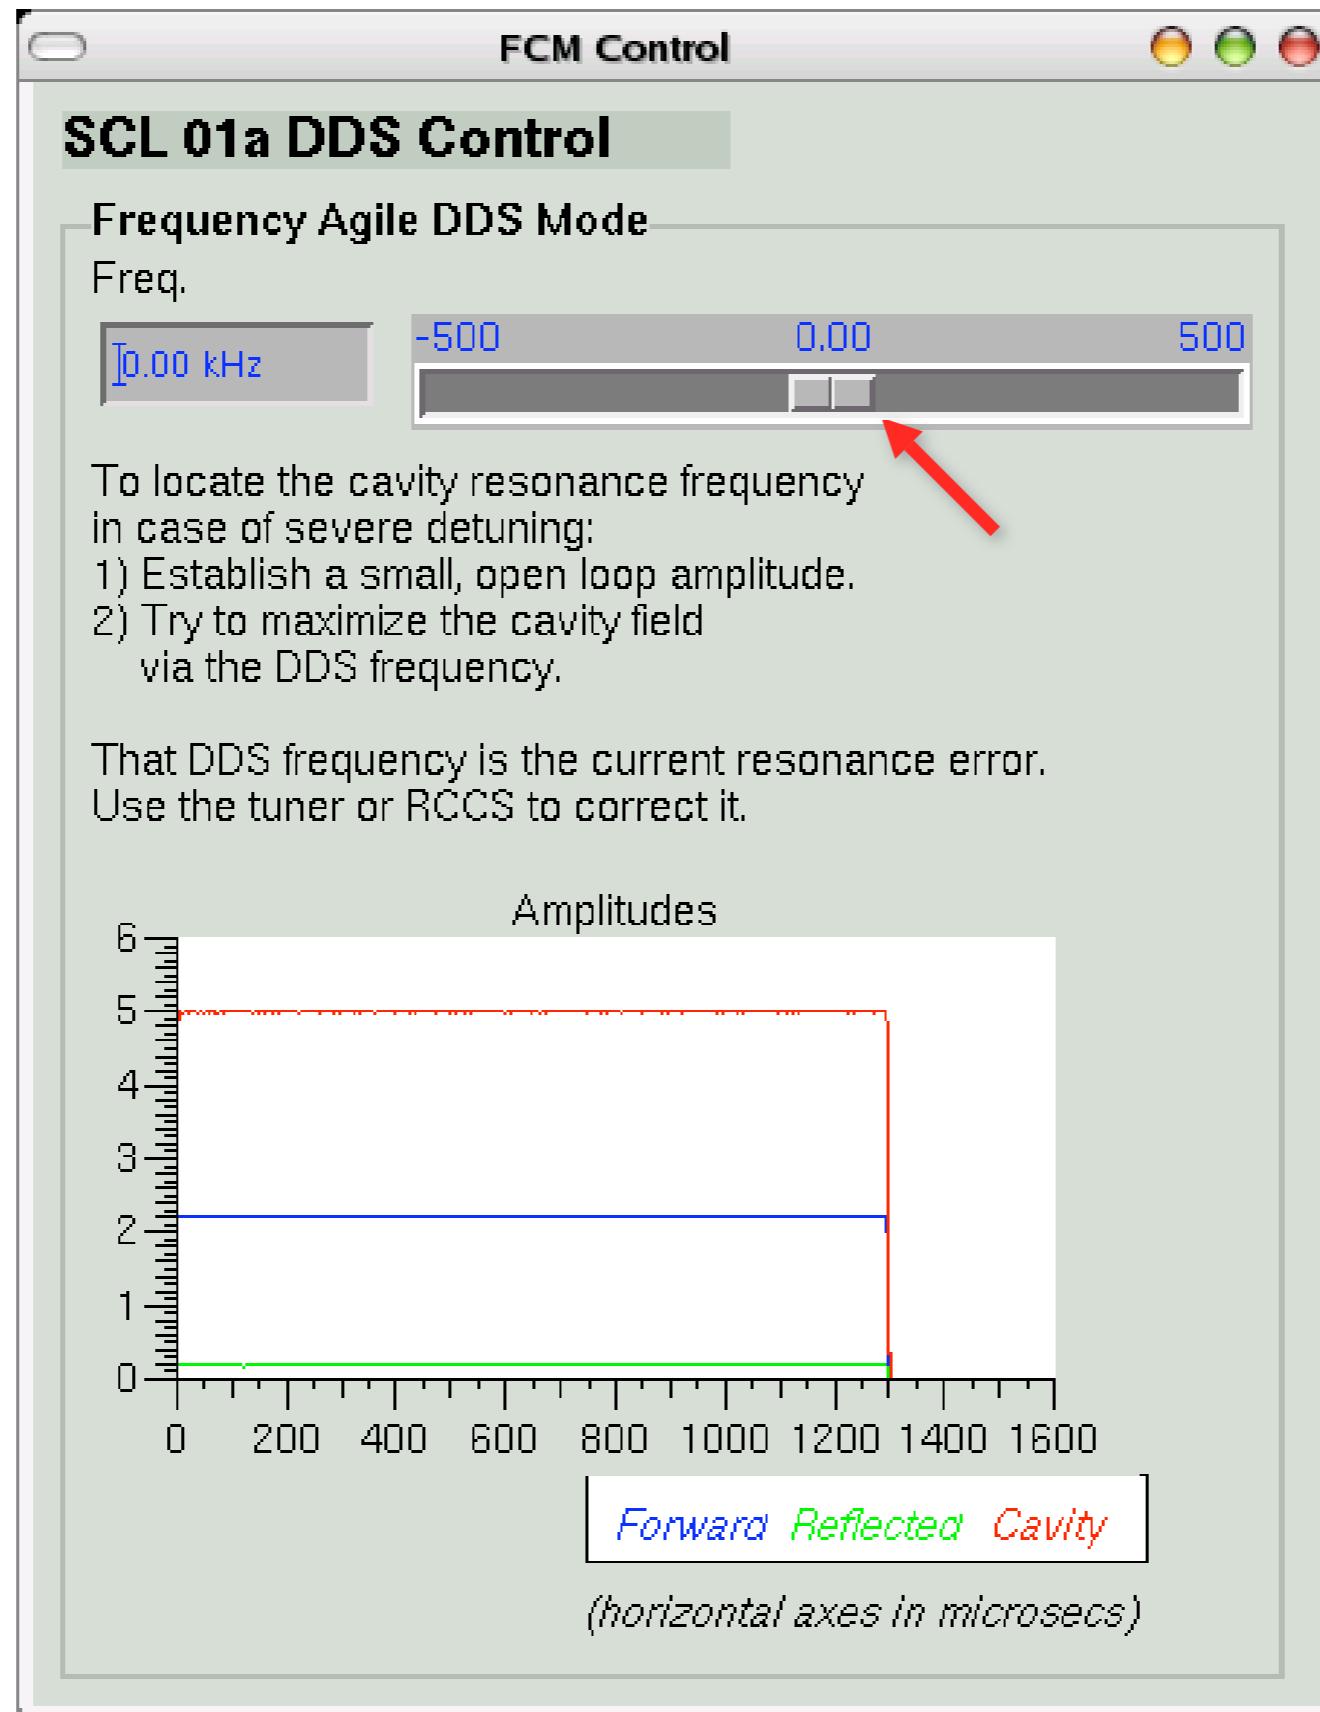 FCM Control
SCL 01a DDS Control
Frequency Agile DDS Mode
Freq.
0.00 kHz
-500 0.00 500
To locate the cavity resonance frequency
in case of severe detuning:
1) Establish a small, open loop amplitude.
2) Try to maximize the cavity field
via the DDS frequency.
That DDS frequency is the current resonance error.
Use the tuner or RCCS to correct it.
Amplitudes
6
5
4
3
2
1
0
0 200 400 600 800 1000 1200 1400 1600
Forward Reflected Cavity
(horizontal axes in microsecs)